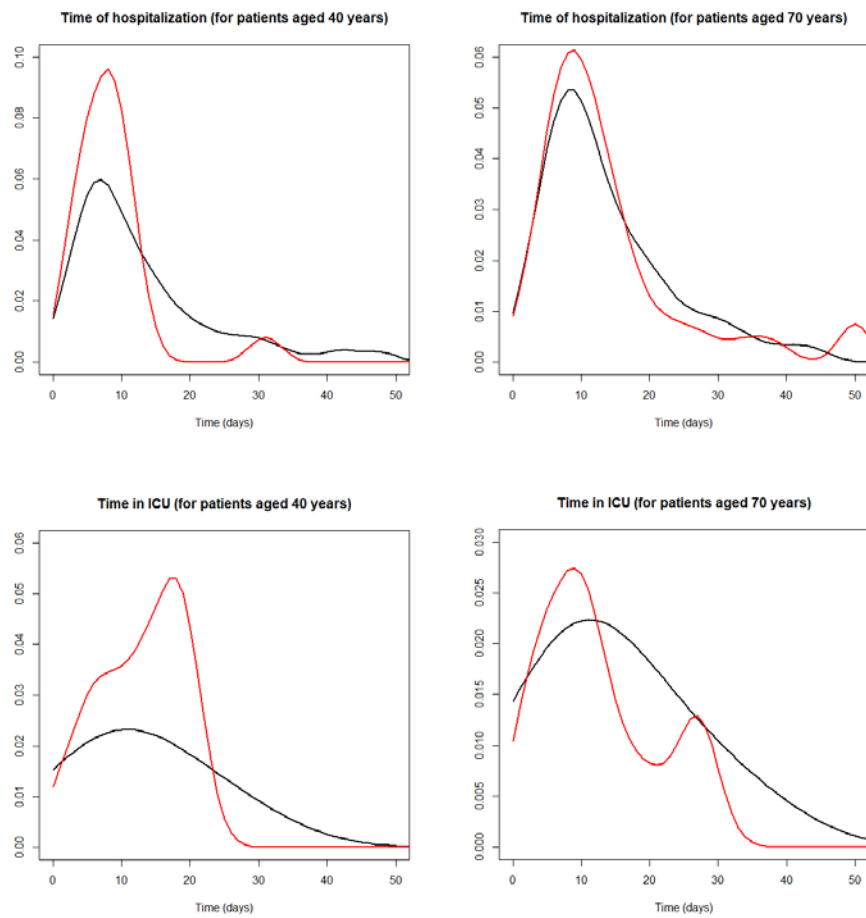 Time of hospitalization (for patients aged 40 years)
0.10
0.08
0.06
0.04
0.02
0.00
0 10 20 30 40 50
Time (days)
Time of hospitalization (for patients aged 70 years)
0.06
0.05
0.04
0.03
0.02
0.01
0.00
0 10 20 30 40 50
Time (days)
Time in ICU (for patients aged 40 years)
0.06
0.05
0.04
0.03
0.02
0.01
0.00
0 10 20 30 40 50
Time (days)
Time in ICU (for patients aged 70 years)
0.030
0.025
0.020
0.015
0.010
0.005
0.000
0 10 20 30 40 50
Time (days)